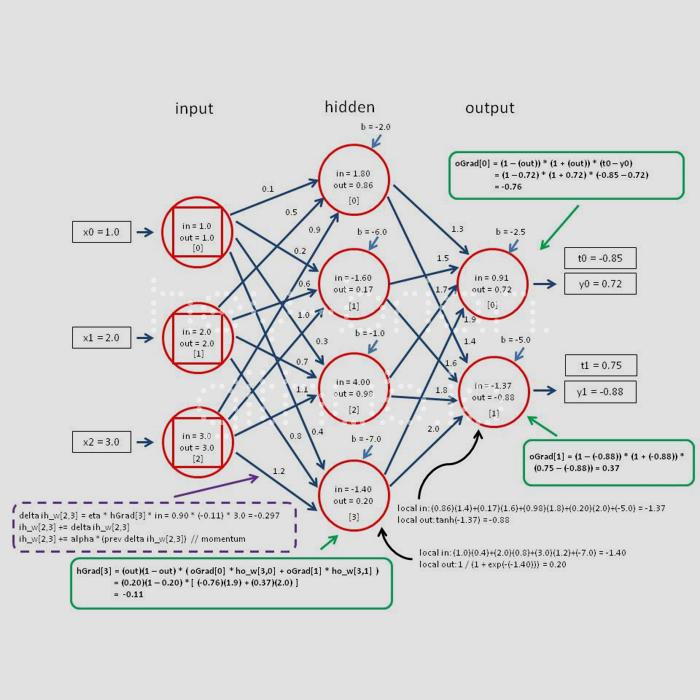 input
hidden
output
b = -2.0
in = 1.80
out = 0.86
[0]
0.1
0.5
0.9
1.3
oGrad[0] = (1 - (out)) * (1 + (out)) * (t0 - y0)
= (1 - 0.72) * (1 + 0.72) * (-0.85 - 0.72)
= -0.76
x0 = 1.0
in = 1.0
out = 1.0
[0]
0.2
b = -6.0
1.5
b = -2.5
t0 = -0.85
y0 = 0.72
in = -1.60
out = 0.17
[1]
0.6
1.7
in = 0.91
out = 0.72
[0]
1.0
1.9
x1 = 2.0
in = 2.0
out = 2.0
[1]
0.3
b = -1.0
1.4
b = -5.0
0.7
1.6
t1 = 0.75
y1 = -0.88
1.1
in = 4.00
out = 0.98
[2]
1.8
in = -1.37
out = -0.88
[1]
x2 = 3.0
in = 3.0
out = 3.0
[2]
0.8
0.4
b = -7.0
2.0
1.2
oGrad[1] = (1 - (-0.88)) * (1 + (-0.88)) *
(0.75 - (-0.88)) = 0.37
in = -1.40
out = 0.20
[3]
delta ih_w[2,3] = eta * hGrad[3] * in = 0.90 * (-0.11) * 3.0 = -0.297
ih_w[2,3] += delta ih_w[2,3]
ih_w[2,3] += alpha * (prev delta ih_w[2,3]) // momentum
local in: (0.86)(1.4)+(0.17)(1.6)+(0.98)(1.8)+(0.20)(2.0)+(-5.0) = -1.37
local out: tanh(-1.37) = -0.88
local in: (1.0)(0.4)+(2.0)(0.8)+(3.0)(1.2)+(-7.0) = -1.40
local out: 1 / (1 + exp(-(-1.40))) = 0.20
hGrad[3] = (out)(1 - out) * ( oGrad[0] * ho_w[3,0] + oGrad[1] * ho_w[3,1] )
= (0.20)(1 - 0.20) * [ (-0.76)(1.9) + (0.37)(2.0) ]
= -0.11